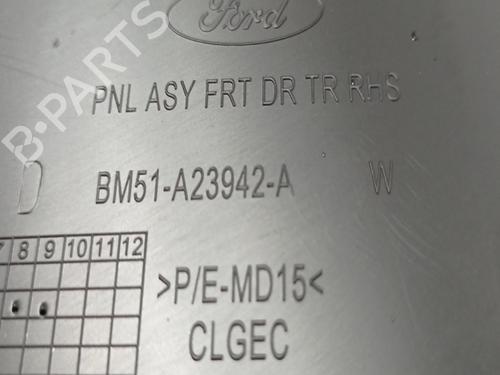 Ford
B-PARTS
PNL ASY FRT DR TR RHS
D BM51-A23942-A W
7 8 9 10 11 12
>P/E-MD15<
CLGEC